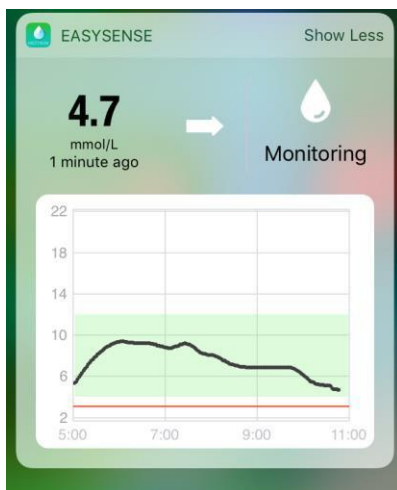 EASYSENSE Show Less
4.7
mmol/L
1 minute ago
Monitoring
22
18
14
10
6
2
5:00 7:00 9:00 11:00